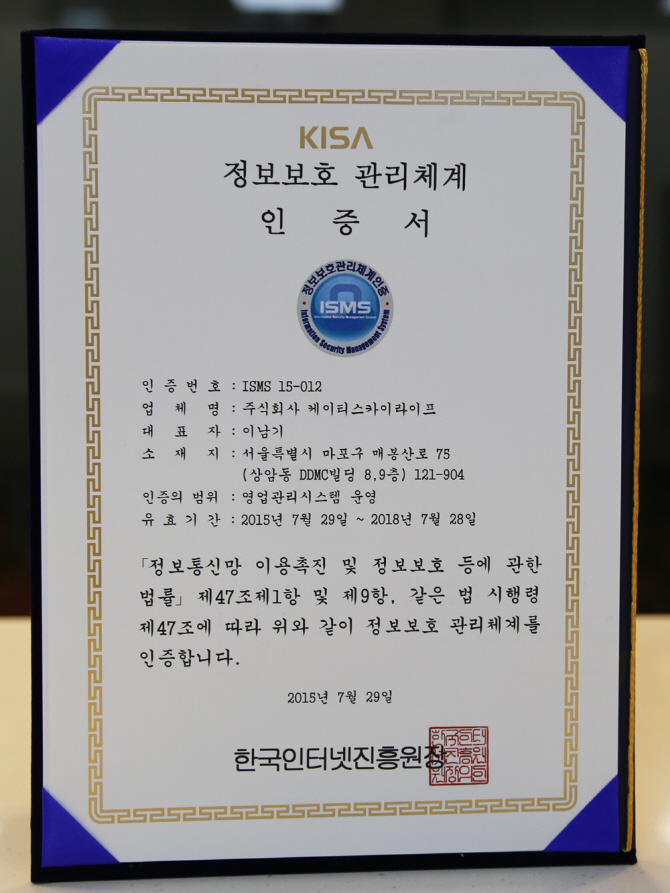 KISA
정보보호 관리체계
인 증 서
정보보호관리체계인증
ISMS
Information Security Management System
Information Security Management System
인 증 번 호 : ISMS 15-012
업 체 명 : 주식회사 케이티스카이라이프
대 표 자 : 이남기
소 재 지 : 서울특별시 마포구 매봉산로 75
(상암동 DDMC빌딩 8,9층) 121-904
인증의 범위 : 영업관리시스템 운영
유 효 기 간 : 2015년 7월 29일 ~ 2018년 7월 28일
「정보통신망 이용촉진 및 정보보호 등에 관한
법률」 제47조제1항 및 제9항, 같은 법 시행령
제47조에 따라 위와 같이 정보보호 관리체계를
인증합니다.
2015년 7월 29일
한국인터넷진흥원장